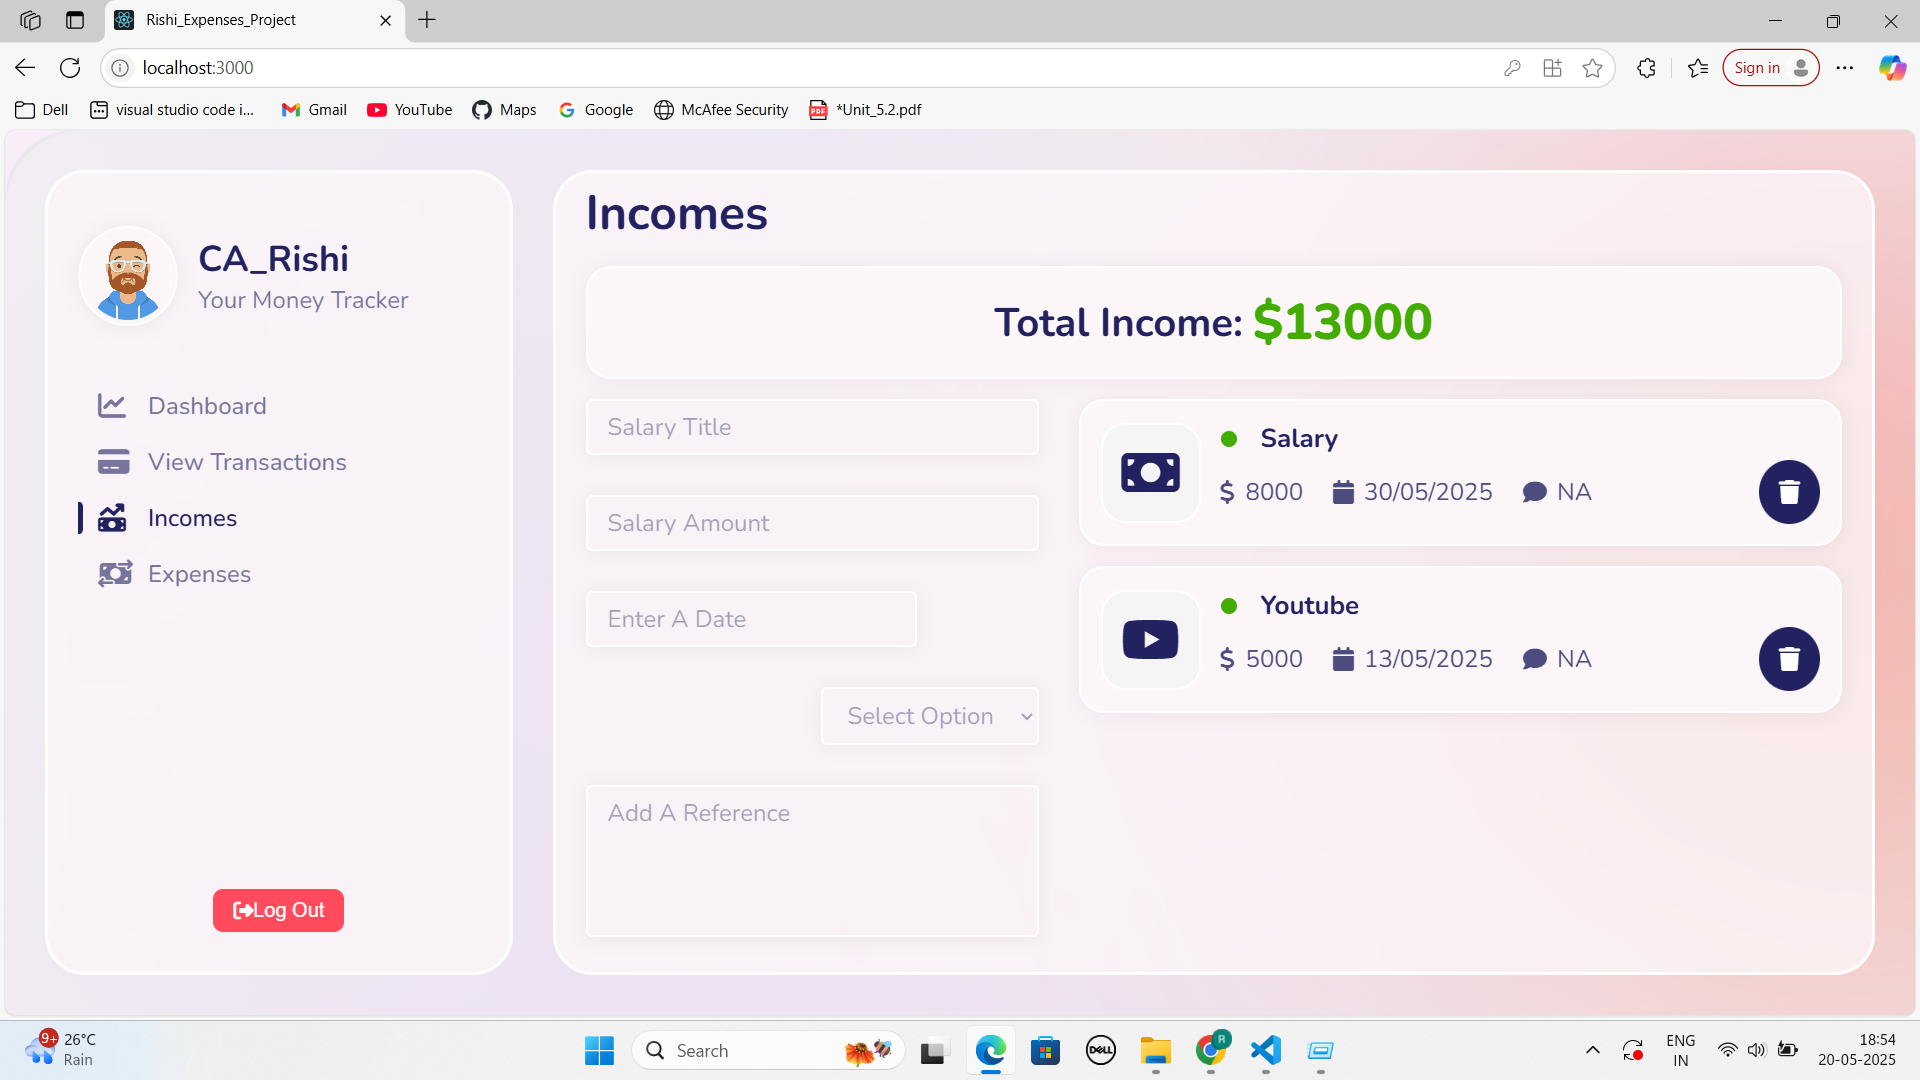 Rishi_Expenses_Project
localhost:3000
Sign in
Dell
visual studio code i...
Gmail
YouTube
Maps
Google
McAfee Security
PDF
*Unit_5.2.pdf
CA_Rishi
Your Money Tracker
Dashboard
View Transactions
Incomes
Expenses
Log Out
Incomes
Total Income: $13000
Salary Title
Salary Amount
Enter A Date
Select Option
Add A Reference
Salary
$ 8000 30/05/2025 NA
Youtube
$ 5000 13/05/2025 NA
9+
26°C
Rain
Search
DELL
R
ENG
IN
18:54
20-05-2025